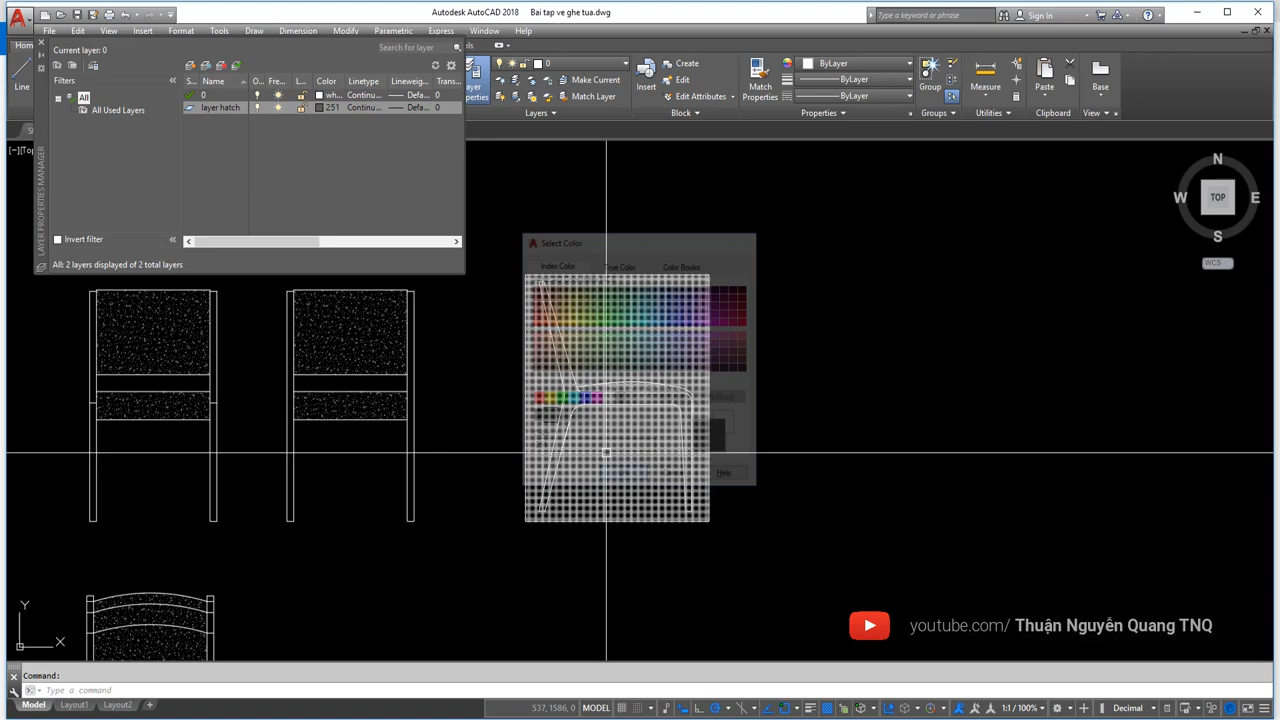 Autodesk AutoCAD 2018 Bai tap ve ghe tua.dwg
Type a keyword or phrase
Sign In
File Edit View Insert Format Tools Draw Dimension Modify Parametric Express Window Help
Current layer: 0
Search for layer
Filters
All
All Used Layers
S... Name O... Fre... L... Color Linetype Lineweig... Trans...
0 wh... Continu... Defa... 0
layer hatch 251 Continu... Defa... 0
Invert filter
All: 2 layers displayed of 2 total layers
LAYER PROPERTIES MANAGER
Line
0
Make Current
Match Layer
Layers
Insert
Create
Edit
Edit Attributes
Block
Match
Properties
ByLayer
ByLayer
ByLayer
Properties
Group
Groups
Measure
Utilities
Paste
Clipboard
Base
View
[−][Top
N
W TOP E
S
WCS
Select Color
Index Color True Color Color Books
Help
Y
X
youtube.com/ Thuận Nguyễn Quang TNQ
Command:
Type a command
Model Layout1 Layout2 +
537, 1586, 0 MODEL 1:1 / 100% Decimal